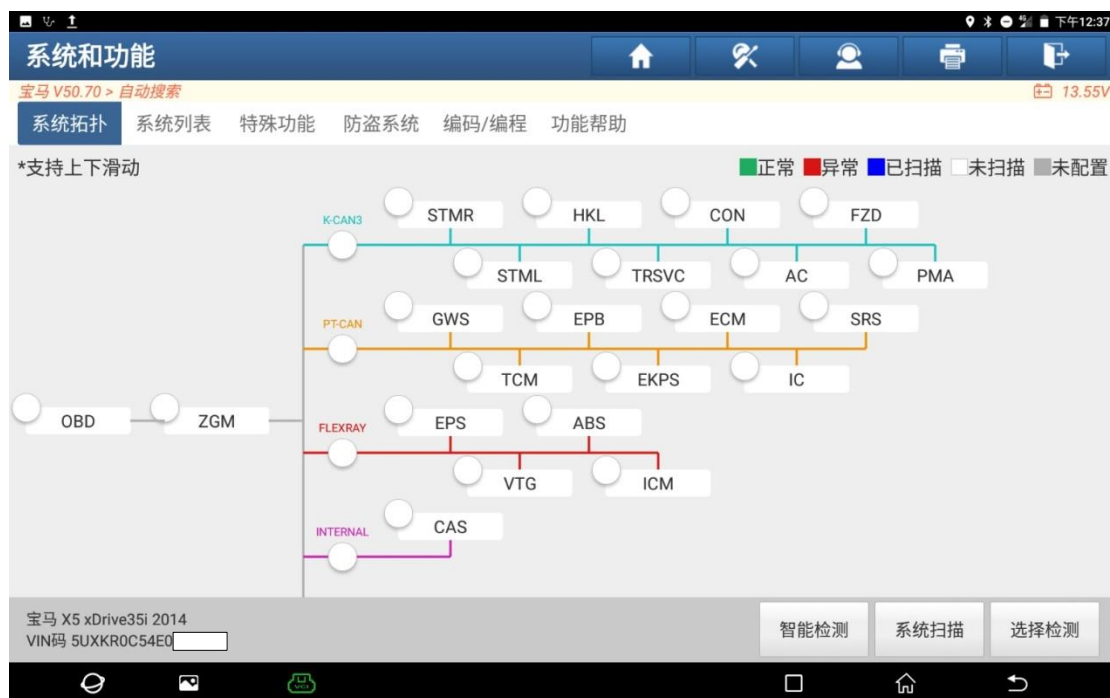 下午12:37
系统和功能
宝马 V50.70 > 自动搜索 13.55V
系统拓扑 系统列表 特殊功能 防盗系统 编码/编程 功能帮助
*支持上下滑动 正常 异常 已扫描 未扫描 未配置
K-CAN3 STMR HKL CON FZD
STML TRSVC AC PMA
PT-CAN GWS EPB ECM SRS
TCM EKPS IC
OBD ZGM
FLEXRAY EPS ABS
VTG ICM
INTERNAL CAS
宝马 X5 xDrive35i 2014
VIN码 5UXKR0C54E0
智能检测 系统扫描 选择检测
VCI